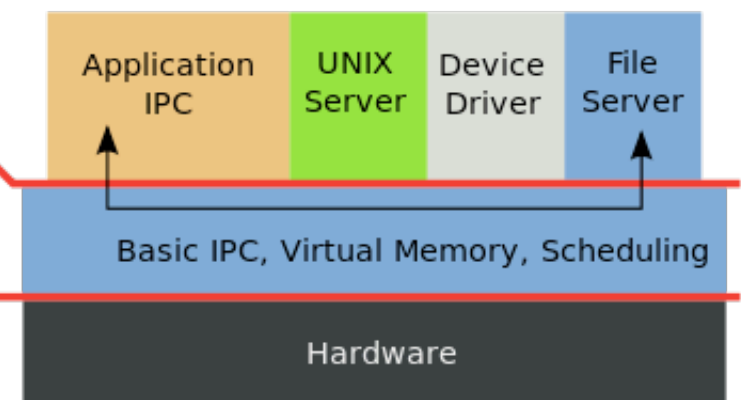 Application
IPC
UNIX
Server
Device
Driver
File
Server
Basic IPC, Virtual Memory, Scheduling
Hardware